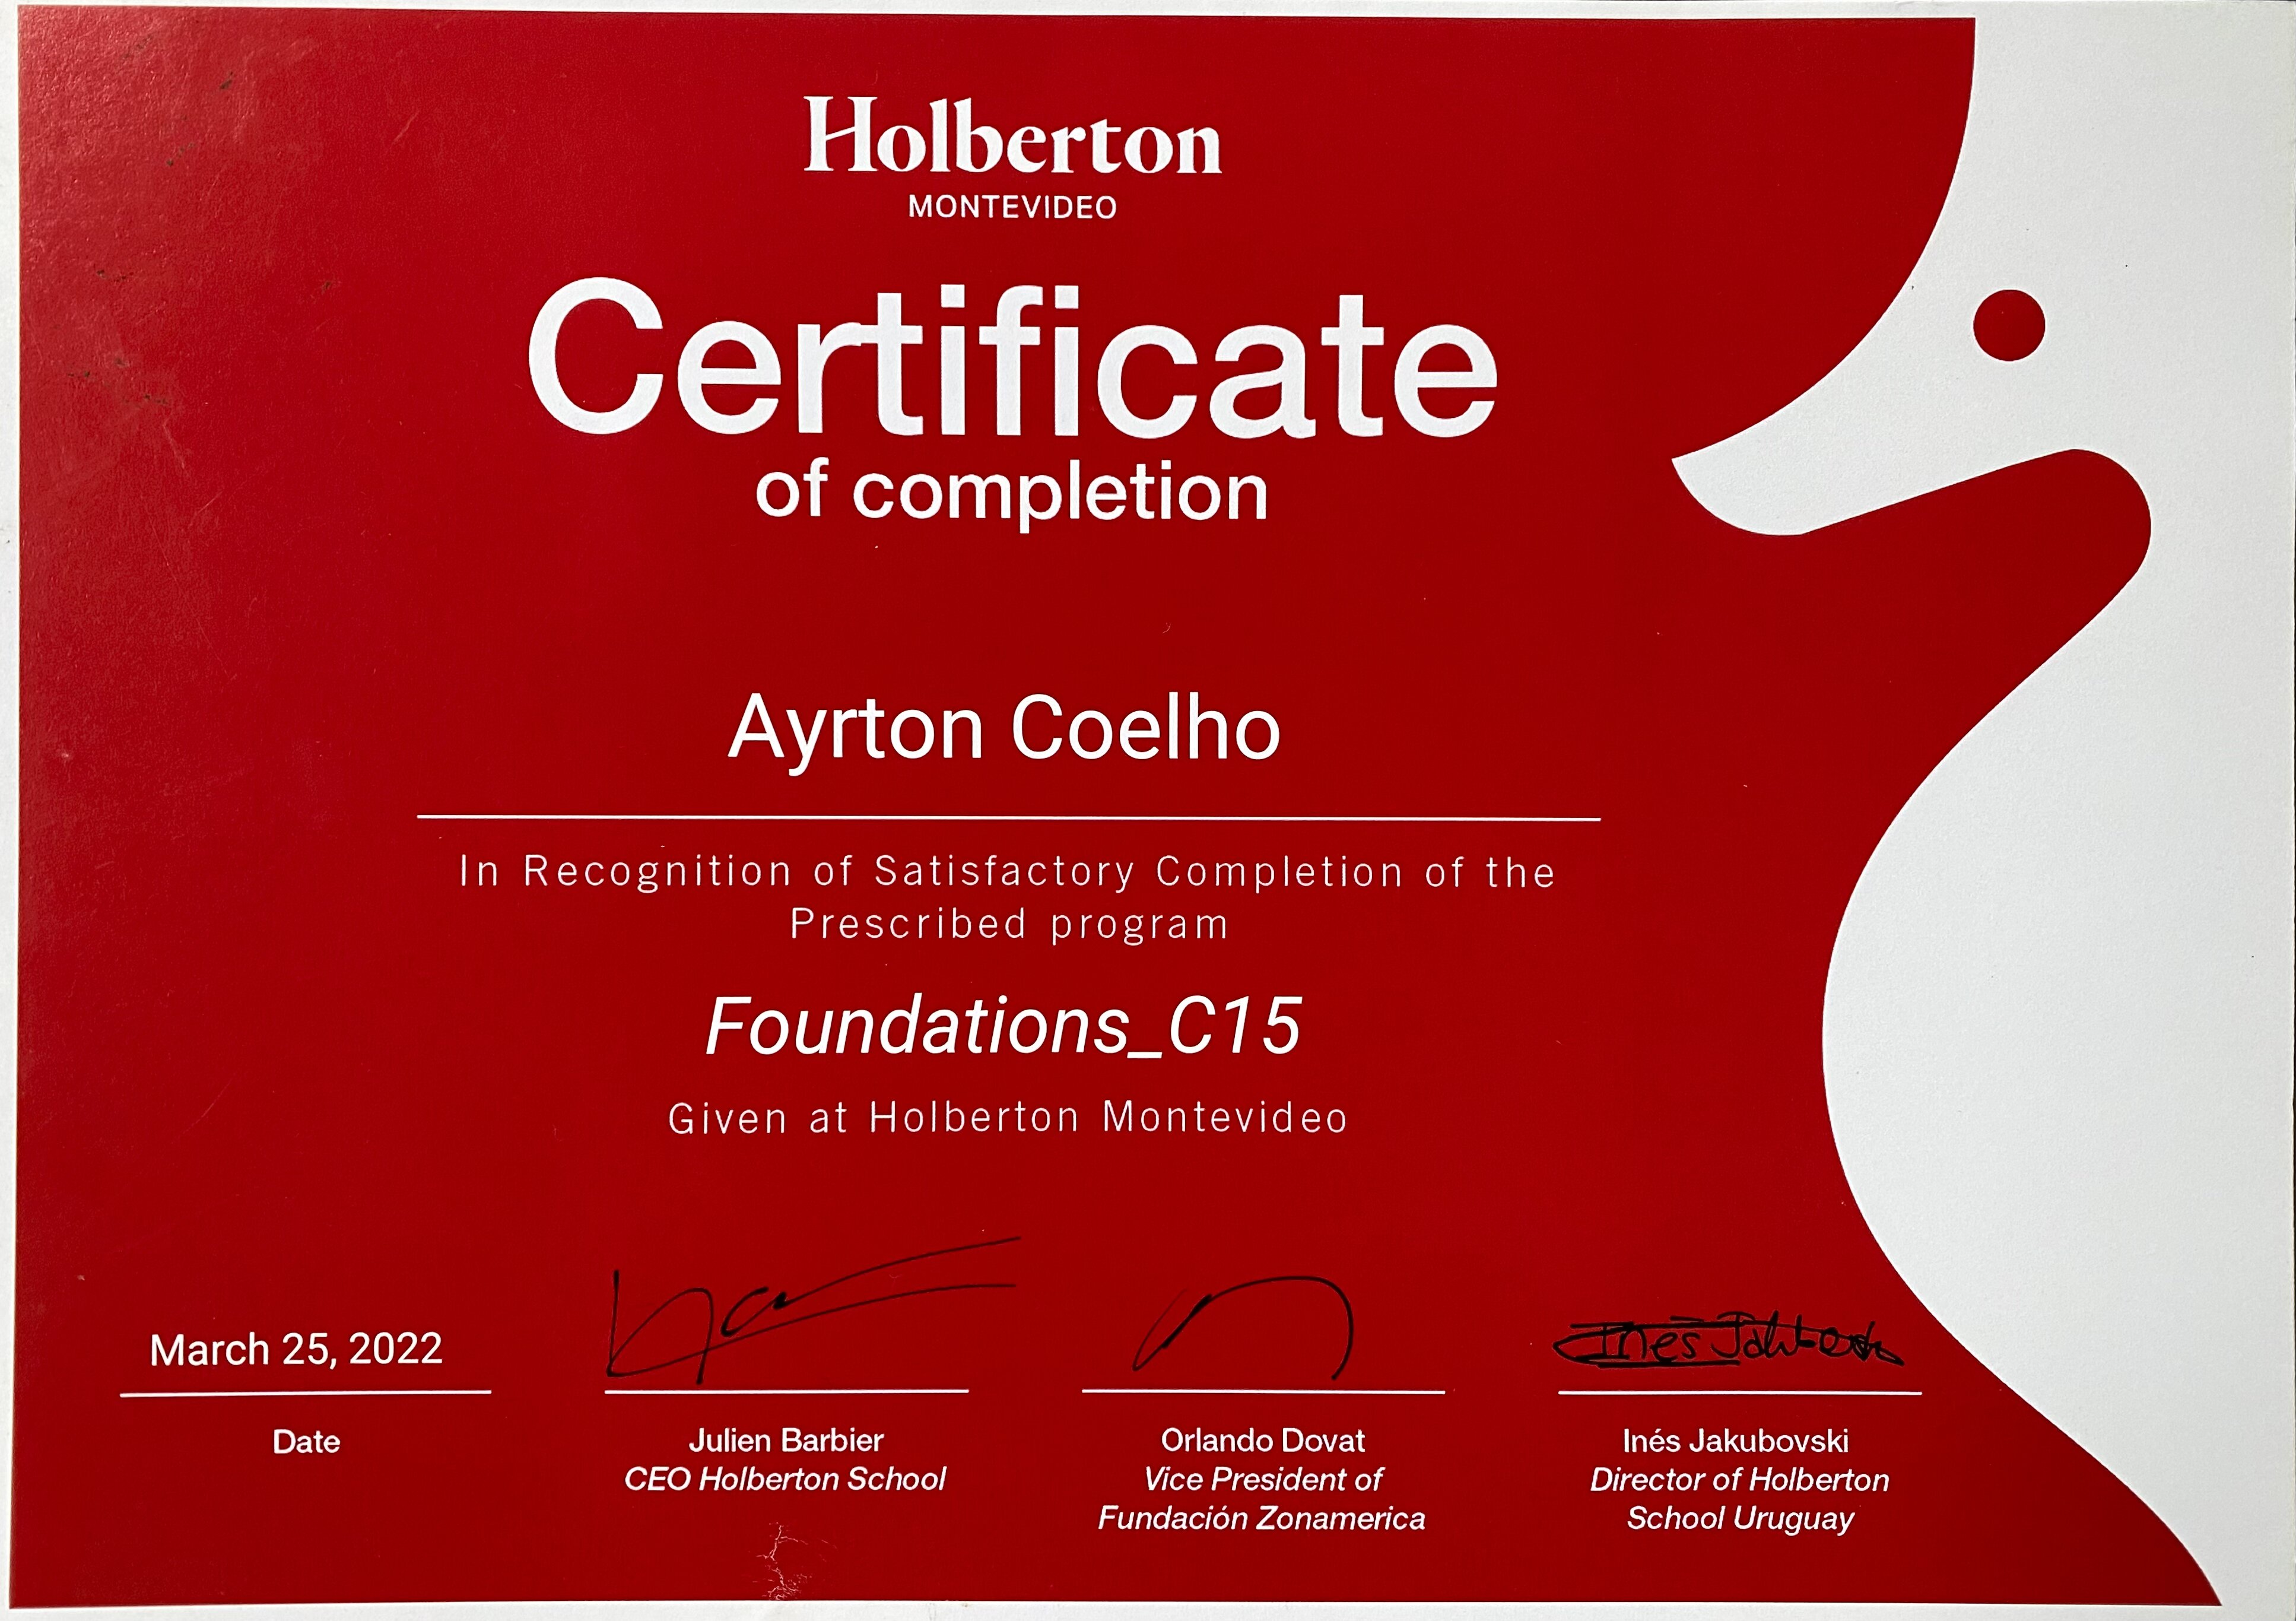 Holberton
MONTEVIDEO
Certificate
of completion
Ayrton Coelho
In Recognition of Satisfactory Completion of the
Prescribed program
Foundations_C15
Given at Holberton Montevideo
March 25, 2022
Date
Julien Barbier
CEO Holberton School
Orlando Dovat
Vice President of
Fundación Zonamerica
Inés Jakubovski
Director of Holberton
School Uruguay